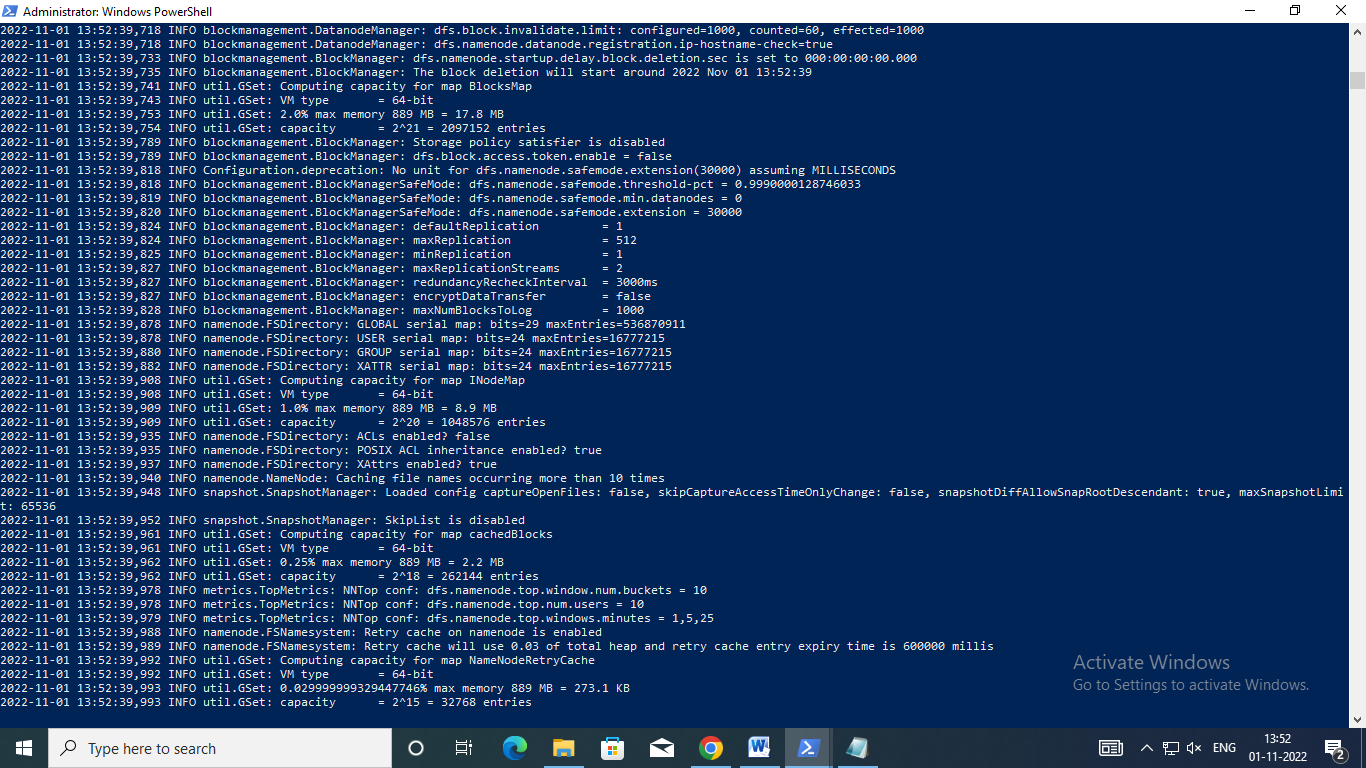 Administrator: Windows PowerShell
2022-11-01 13:52:39,718 INFO blockmanagement.DatanodeManager: dfs.block.invalidate.limit: configured=1000, counted=60, effected=1000
2022-11-01 13:52:39,718 INFO blockmanagement.DatanodeManager: dfs.namenode.datanode.registration.ip-hostname-check=true
2022-11-01 13:52:39,733 INFO blockmanagement.BlockManager: dfs.namenode.startup.delay.block.deletion.sec is set to 000:00:00:00.000
2022-11-01 13:52:39,735 INFO blockmanagement.BlockManager: The block deletion will start around 2022 Nov 01 13:52:39
2022-11-01 13:52:39,741 INFO util.GSet: Computing capacity for map BlocksMap
2022-11-01 13:52:39,743 INFO util.GSet: VM type       = 64-bit
2022-11-01 13:52:39,753 INFO util.GSet: 2.0% max memory 889 MB = 17.8 MB
2022-11-01 13:52:39,754 INFO util.GSet: capacity      = 2^21 = 2097152 entries
2022-11-01 13:52:39,789 INFO blockmanagement.BlockManager: Storage policy satisfier is disabled
2022-11-01 13:52:39,789 INFO blockmanagement.BlockManager: dfs.block.access.token.enable = false
2022-11-01 13:52:39,818 INFO Configuration.deprecation: No unit for dfs.namenode.safemode.extension(30000) assuming MILLISECONDS
2022-11-01 13:52:39,818 INFO blockmanagement.BlockManagerSafeMode: dfs.namenode.safemode.threshold-pct = 0.9990000128746033
2022-11-01 13:52:39,819 INFO blockmanagement.BlockManagerSafeMode: dfs.namenode.safemode.min.datanodes = 0
2022-11-01 13:52:39,820 INFO blockmanagement.BlockManagerSafeMode: dfs.namenode.safemode.extension = 30000
2022-11-01 13:52:39,824 INFO blockmanagement.BlockManager: defaultReplication         = 1
2022-11-01 13:52:39,824 INFO blockmanagement.BlockManager: maxReplication             = 512
2022-11-01 13:52:39,825 INFO blockmanagement.BlockManager: minReplication             = 1
2022-11-01 13:52:39,827 INFO blockmanagement.BlockManager: maxReplicationStreams      = 2
2022-11-01 13:52:39,827 INFO blockmanagement.BlockManager: redundancyRecheckInterval  = 3000ms
2022-11-01 13:52:39,827 INFO blockmanagement.BlockManager: encryptDataTransfer        = false
2022-11-01 13:52:39,828 INFO blockmanagement.BlockManager: maxNumBlocksToLog          = 1000
2022-11-01 13:52:39,878 INFO namenode.FSDirectory: GLOBAL serial map: bits=29 maxEntries=536870911
2022-11-01 13:52:39,878 INFO namenode.FSDirectory: USER serial map: bits=24 maxEntries=16777215
2022-11-01 13:52:39,880 INFO namenode.FSDirectory: GROUP serial map: bits=24 maxEntries=16777215
2022-11-01 13:52:39,882 INFO namenode.FSDirectory: XATTR serial map: bits=24 maxEntries=16777215
2022-11-01 13:52:39,908 INFO util.GSet: Computing capacity for map INodeMap
2022-11-01 13:52:39,908 INFO util.GSet: VM type       = 64-bit
2022-11-01 13:52:39,909 INFO util.GSet: 1.0% max memory 889 MB = 8.9 MB
2022-11-01 13:52:39,909 INFO util.GSet: capacity      = 2^20 = 1048576 entries
2022-11-01 13:52:39,935 INFO namenode.FSDirectory: ACLs enabled? false
2022-11-01 13:52:39,935 INFO namenode.FSDirectory: POSIX ACL inheritance enabled? true
2022-11-01 13:52:39,937 INFO namenode.FSDirectory: XAttrs enabled? true
2022-11-01 13:52:39,940 INFO namenode.NameNode: Caching file names occurring more than 10 times
2022-11-01 13:52:39,948 INFO snapshot.SnapshotManager: Loaded config captureOpenFiles: false, skipCaptureAccessTimeOnlyChange: false, snapshotDiffAllowSnapRootDescendant: true, maxSnapshotLimi
t: 65536
2022-11-01 13:52:39,952 INFO snapshot.SnapshotManager: SkipList is disabled
2022-11-01 13:52:39,961 INFO util.GSet: Computing capacity for map cachedBlocks
2022-11-01 13:52:39,961 INFO util.GSet: VM type       = 64-bit
2022-11-01 13:52:39,962 INFO util.GSet: 0.25% max memory 889 MB = 2.2 MB
2022-11-01 13:52:39,962 INFO util.GSet: capacity      = 2^18 = 262144 entries
2022-11-01 13:52:39,978 INFO metrics.TopMetrics: NNTop conf: dfs.namenode.top.window.num.buckets = 10
2022-11-01 13:52:39,978 INFO metrics.TopMetrics: NNTop conf: dfs.namenode.top.num.users = 10
2022-11-01 13:52:39,979 INFO metrics.TopMetrics: NNTop conf: dfs.namenode.top.windows.minutes = 1,5,25
2022-11-01 13:52:39,988 INFO namenode.FSNamesystem: Retry cache on namenode is enabled
2022-11-01 13:52:39,989 INFO namenode.FSNamesystem: Retry cache will use 0.03 of total heap and retry cache entry expiry time is 600000 millis
2022-11-01 13:52:39,992 INFO util.GSet: Computing capacity for map NameNodeRetryCache
2022-11-01 13:52:39,992 INFO util.GSet: VM type       = 64-bit
2022-11-01 13:52:39,993 INFO util.GSet: 0.029999999329447746% max memory 889 MB = 273.1 KB
2022-11-01 13:52:39,993 INFO util.GSet: capacity      = 2^15 = 32768 entries
Activate Windows
Go to Settings to activate Windows.
Type here to search
ENG
13:52
01-11-2022
2